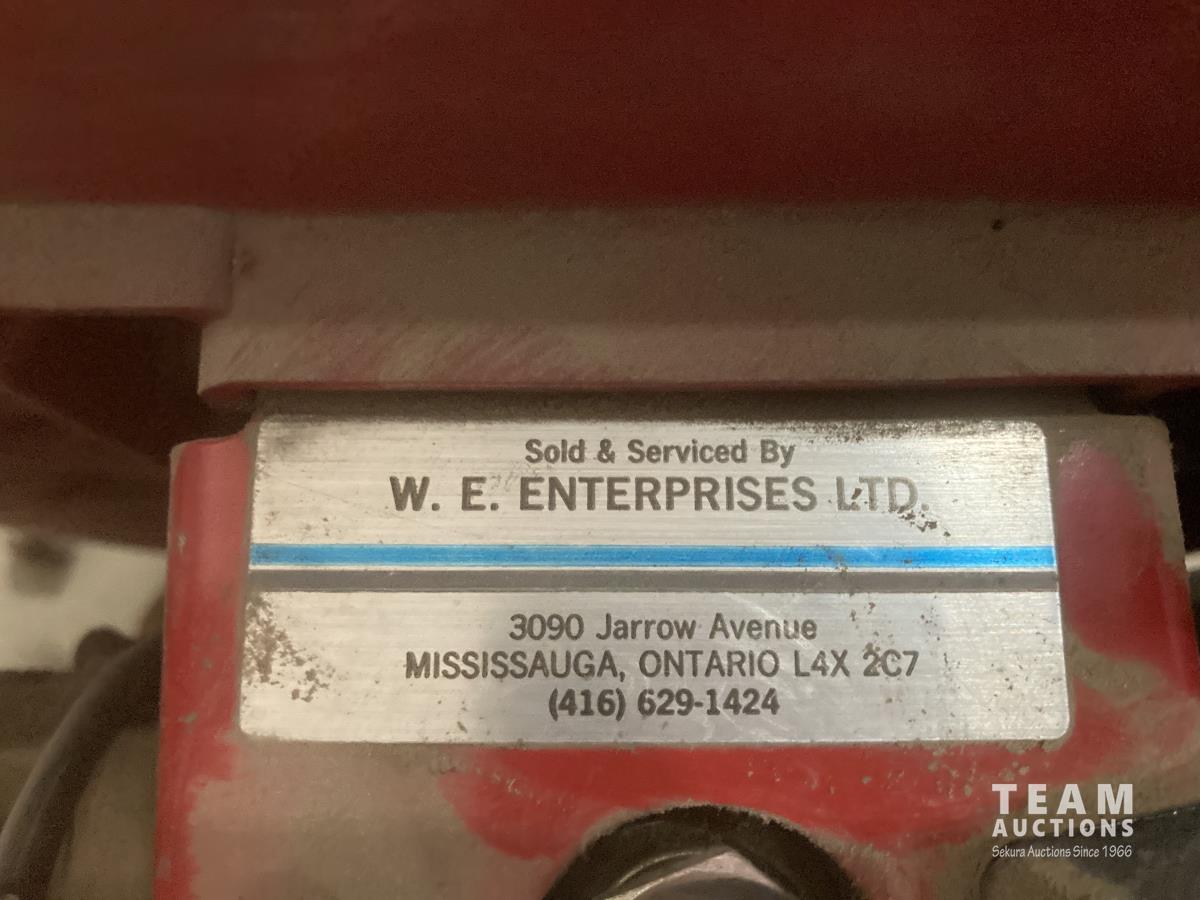 Sold & Serviced By
W. E. ENTERPRISES LTD.
3090 Jarrow Avenue
MISSISSAUGA, ONTARIO L4X 2C7
(416) 629-1424
TEAM
AUCTIONS
Sekura Auctions Since 1966